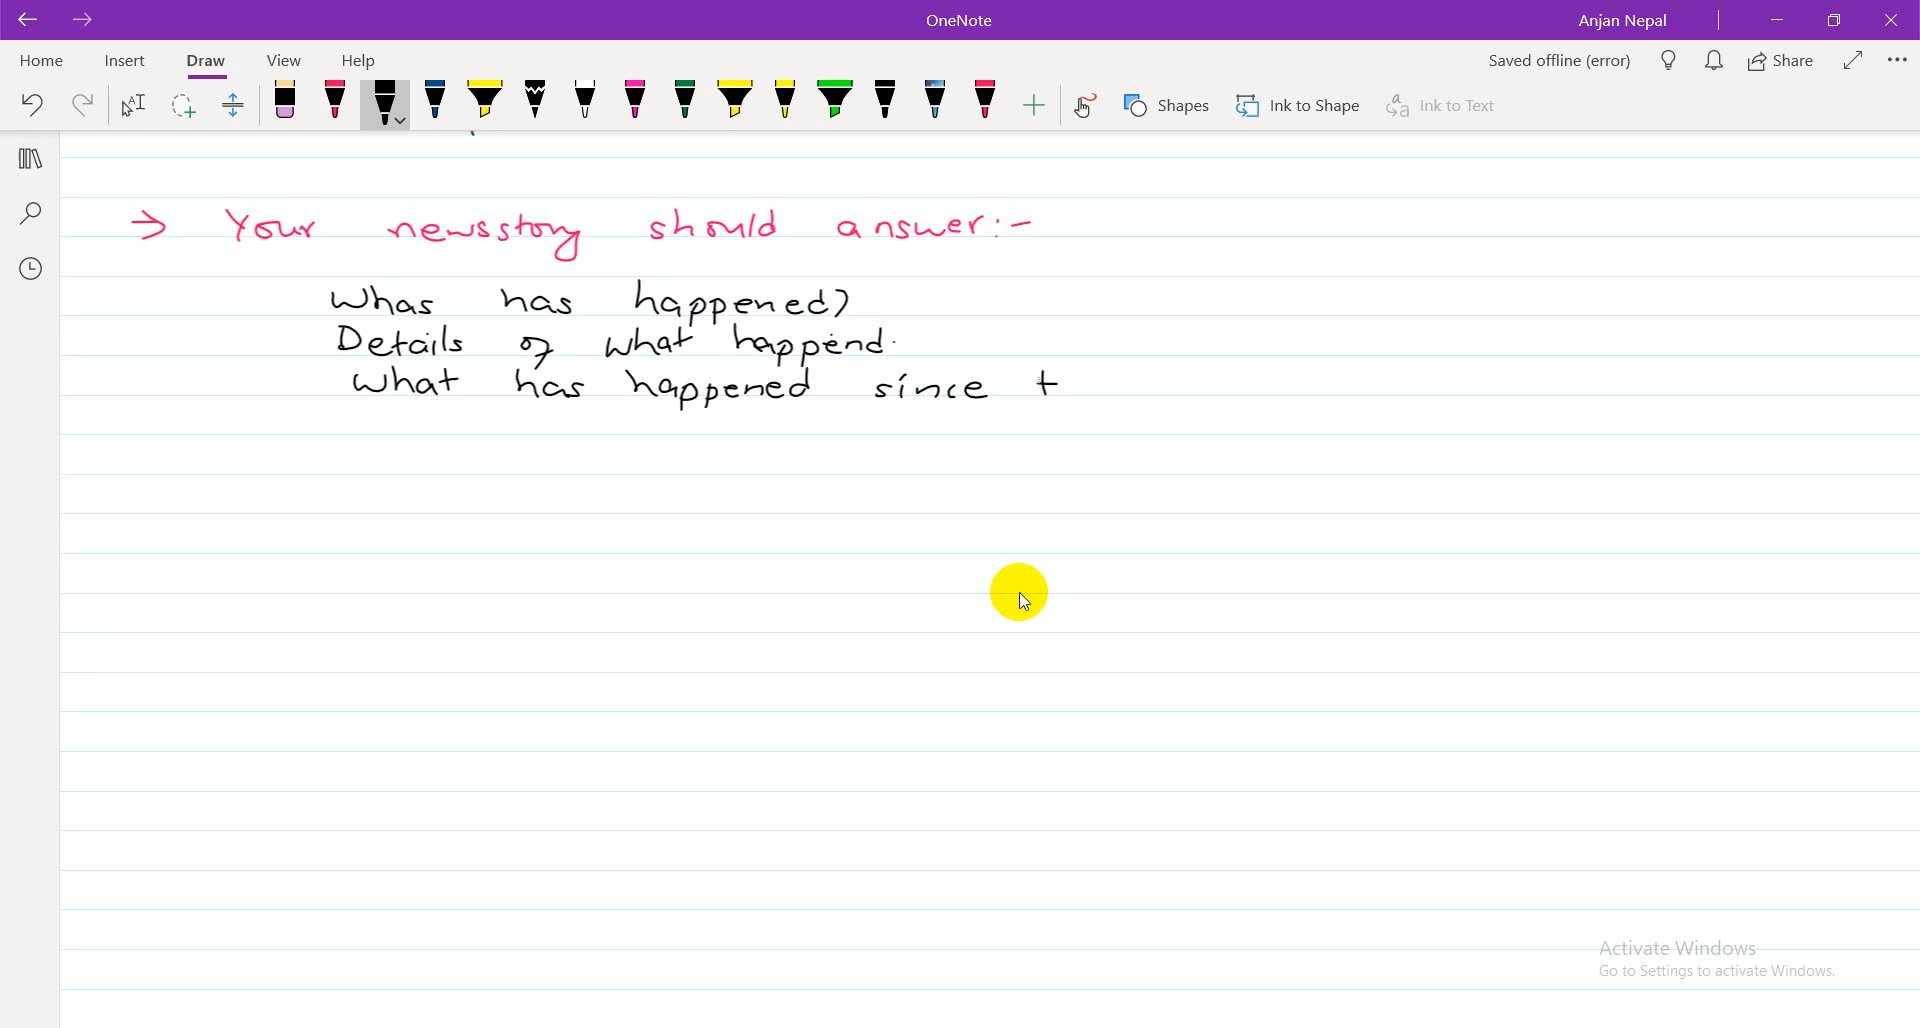 OneNote
Anjan Nepal
Home Insert Draw View Help
Saved offline (error)
Share
Shapes
Ink to Shape
Ink to Text
→ Your newsstory should answer:-
Whas has happened?
Details of what happend.
What has happened since t
Activate Windows
Go to Settings to activate Windows.